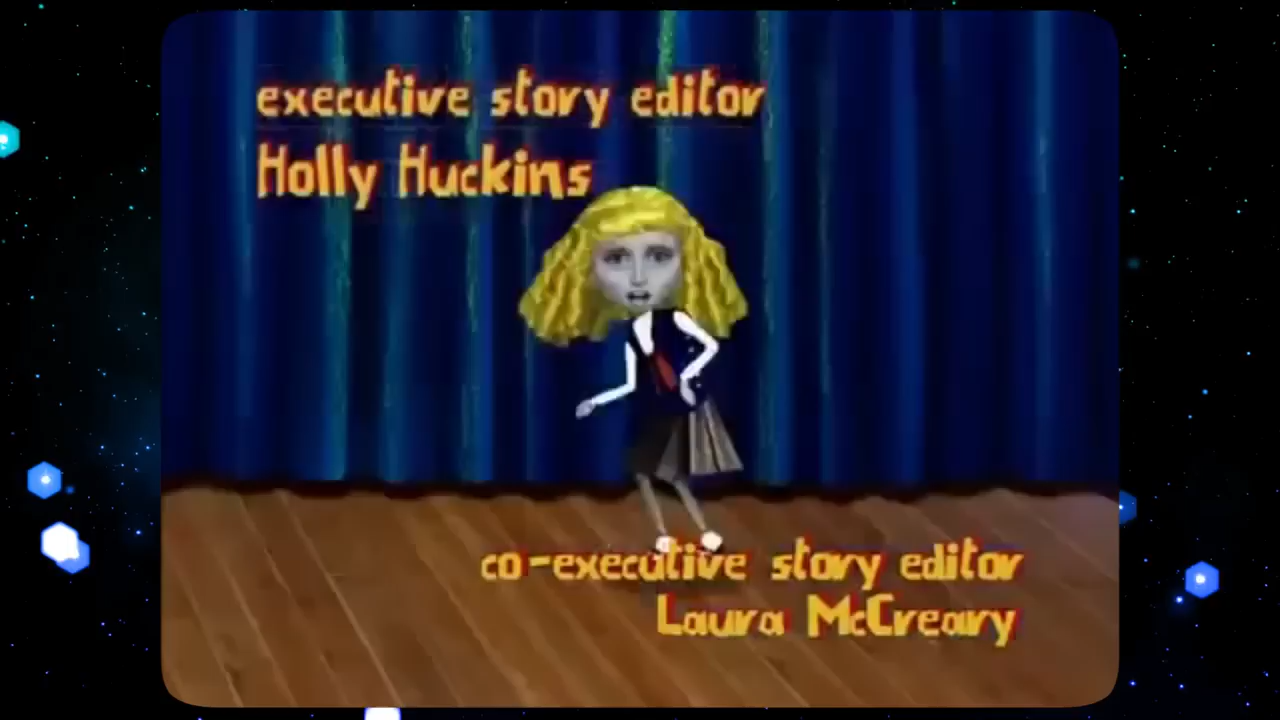 executive story editor
Holly Huckins
co-executive story editor
Laura McCreary